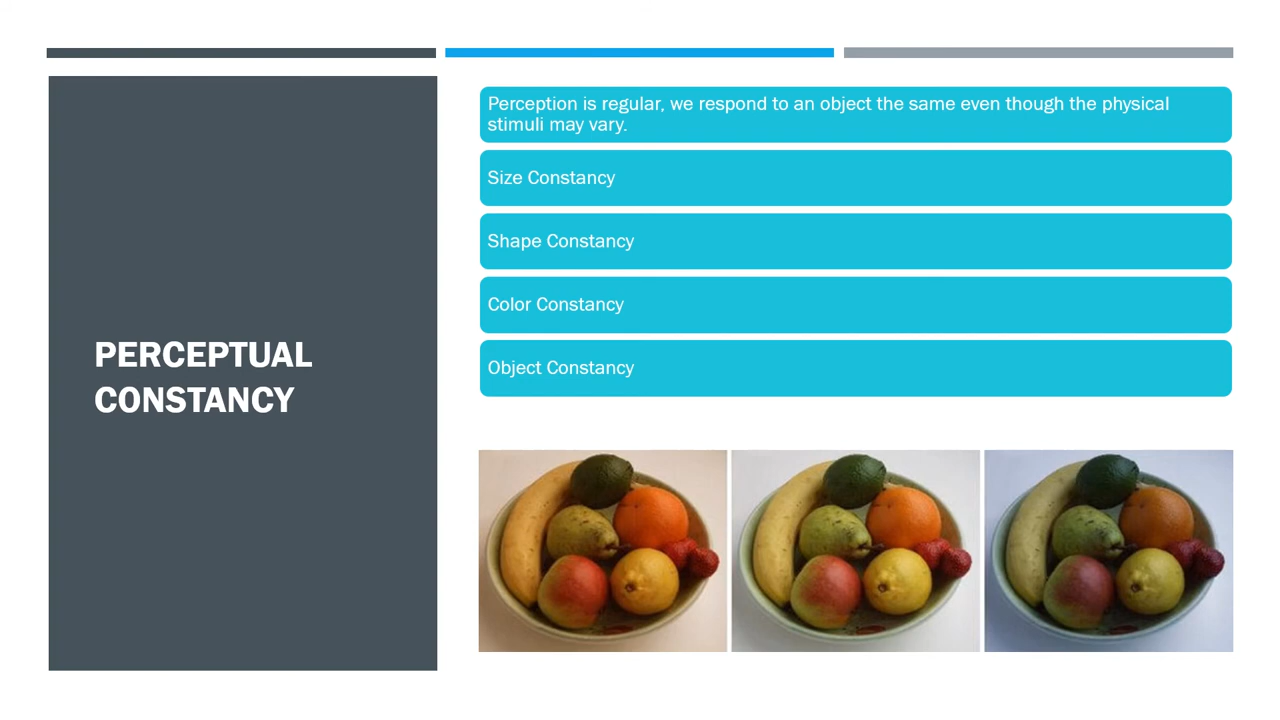 PERCEPTUAL
CONSTANCY
Perception is regular, we respond to an object the same even though the physical
stimuli may vary.
Size Constancy
Shape Constancy
Color Constancy
Object Constancy